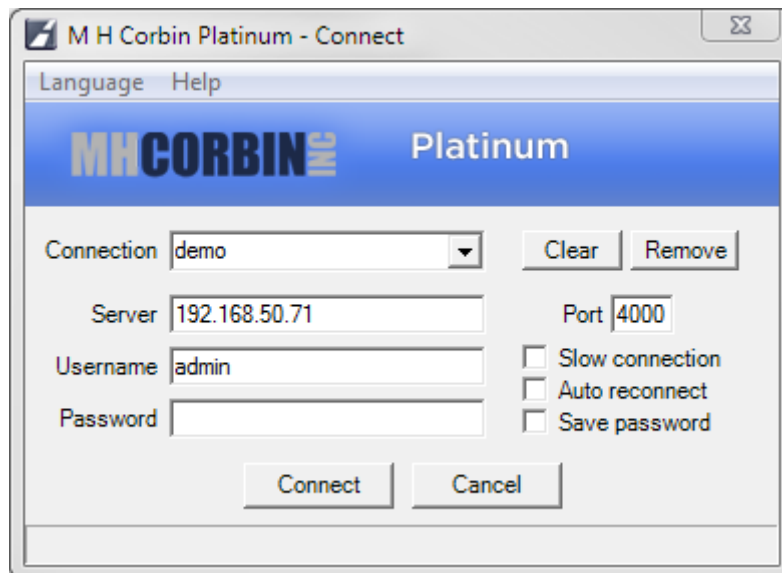 M H Corbin Platinum - Connect
Language Help
MHCORBIN INC Platinum
Connection demo Clear Remove
Server 192.168.50.71 Port 4000
Username admin Slow connection
Auto reconnect
Password Save password
Connect Cancel